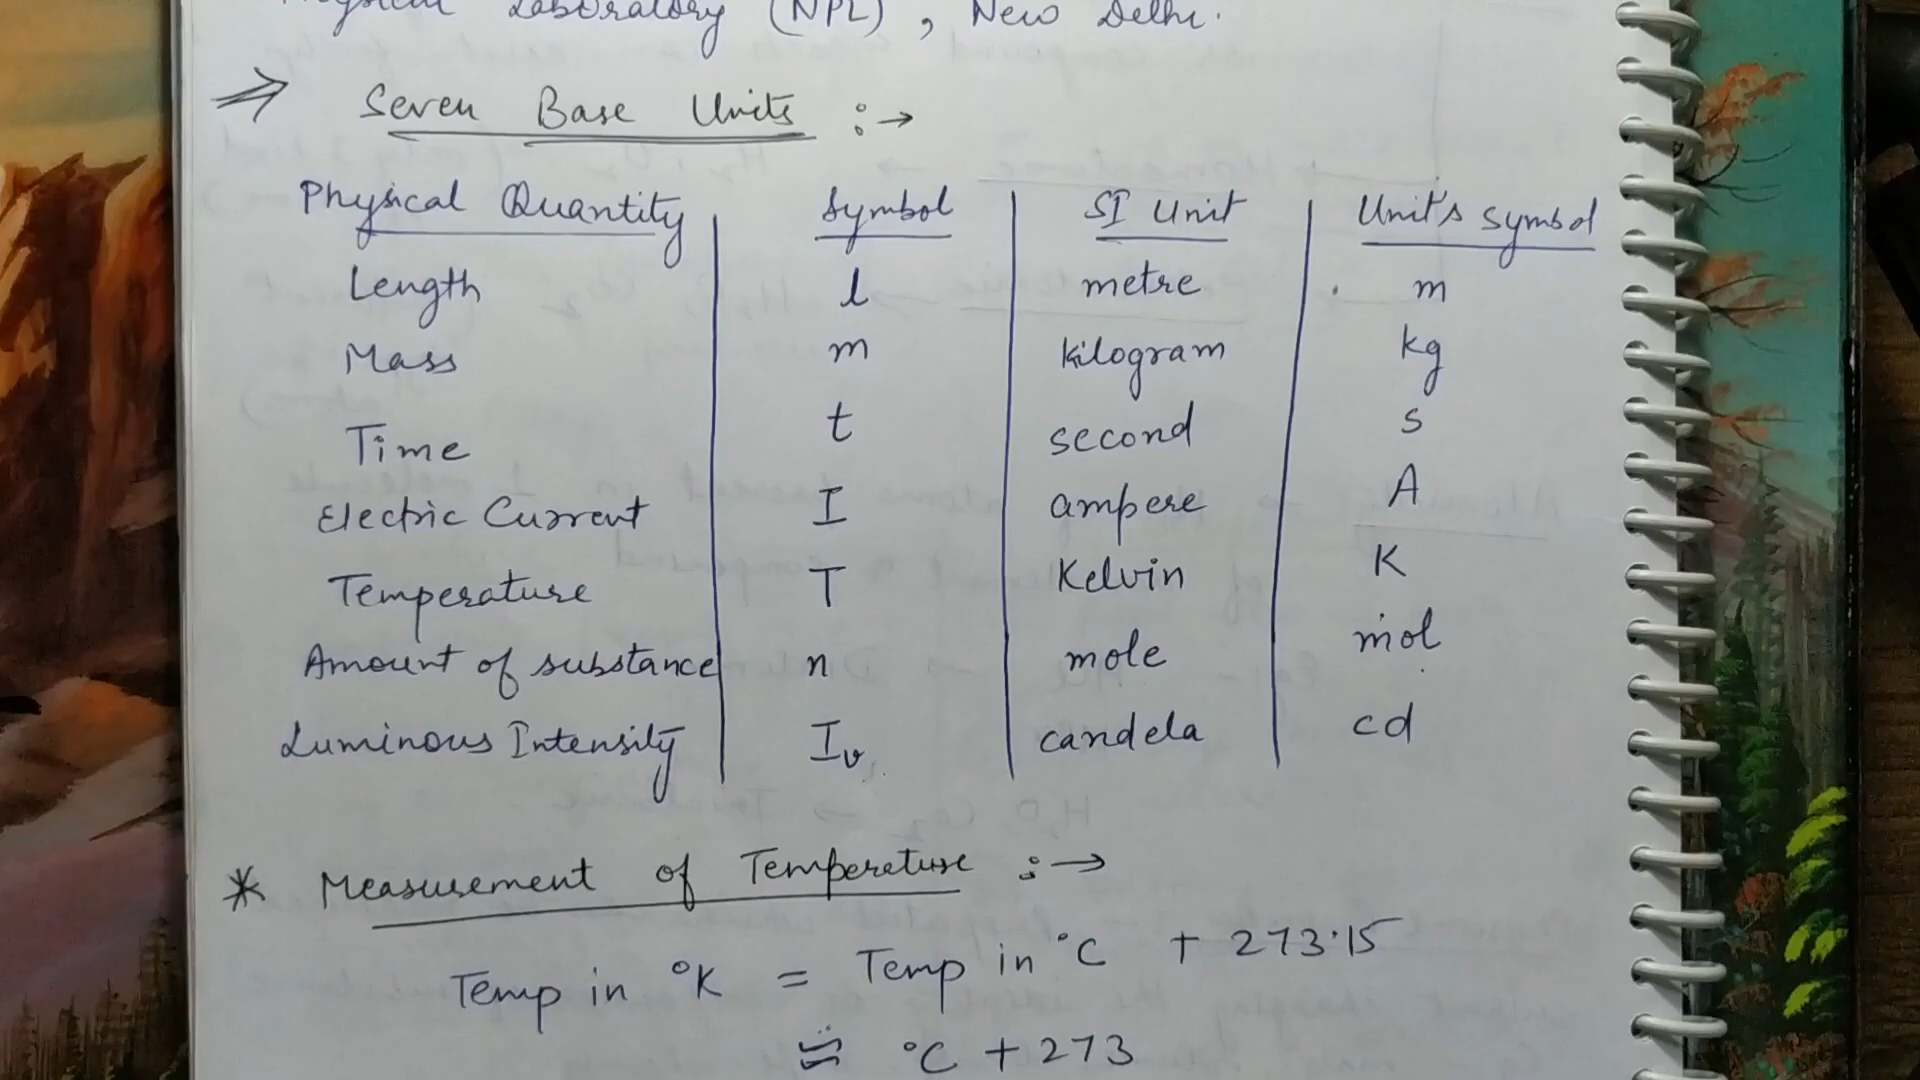 Physical Laboratory (NPL), New Delhi.
⇒ Seven Base Units :→
Physical Quantity | Symbol | SI Unit | Unit's symbol
Length | l | metre | m
Mass | m | kilogram | kg
Time | t | second | s
Electric Current | I | ampere | A
Temperature | T | Kelvin | K
Amount of substance | n | mole | mol
Luminous Intensity | Iv | candela | cd
* Measurement of Tempereture :→
Temp in °K = Temp in °C + 273.15
≌ °C + 273